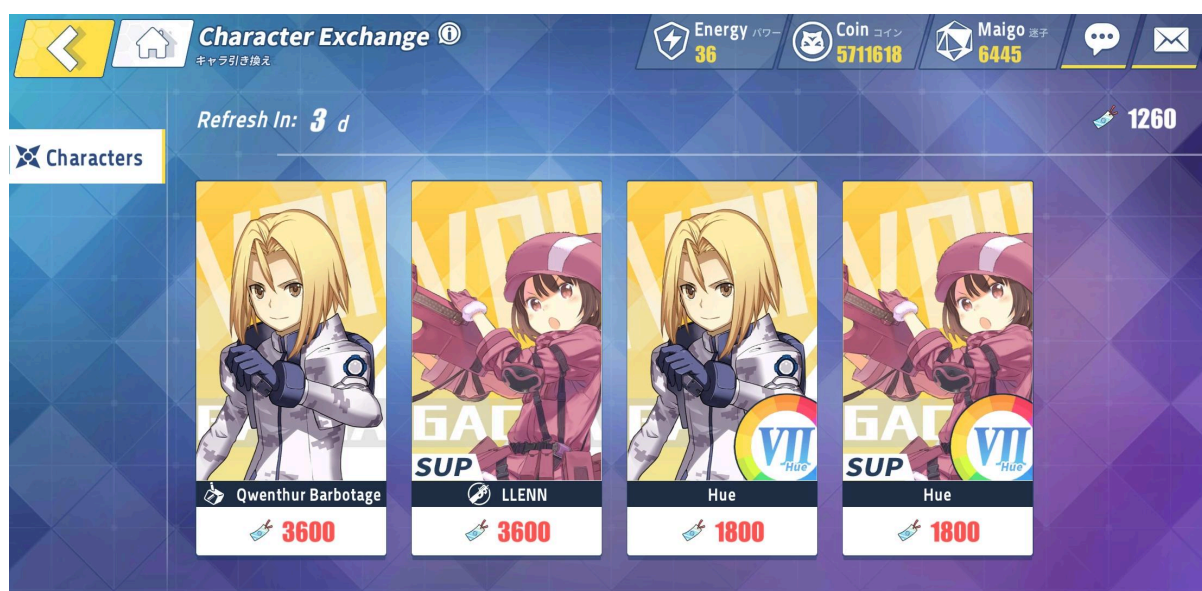 Character Exchange
キャラ引き換え
Energy パワー
36
Coin コイン
5711618
Maigo 迷子
6445
Refresh In: 3 d
1260
Characters
SUP
SUP
VII
Hue
VII
Hue
Qwenthur Barbotage
LLENN
Hue
Hue
3600
3600
1800
1800